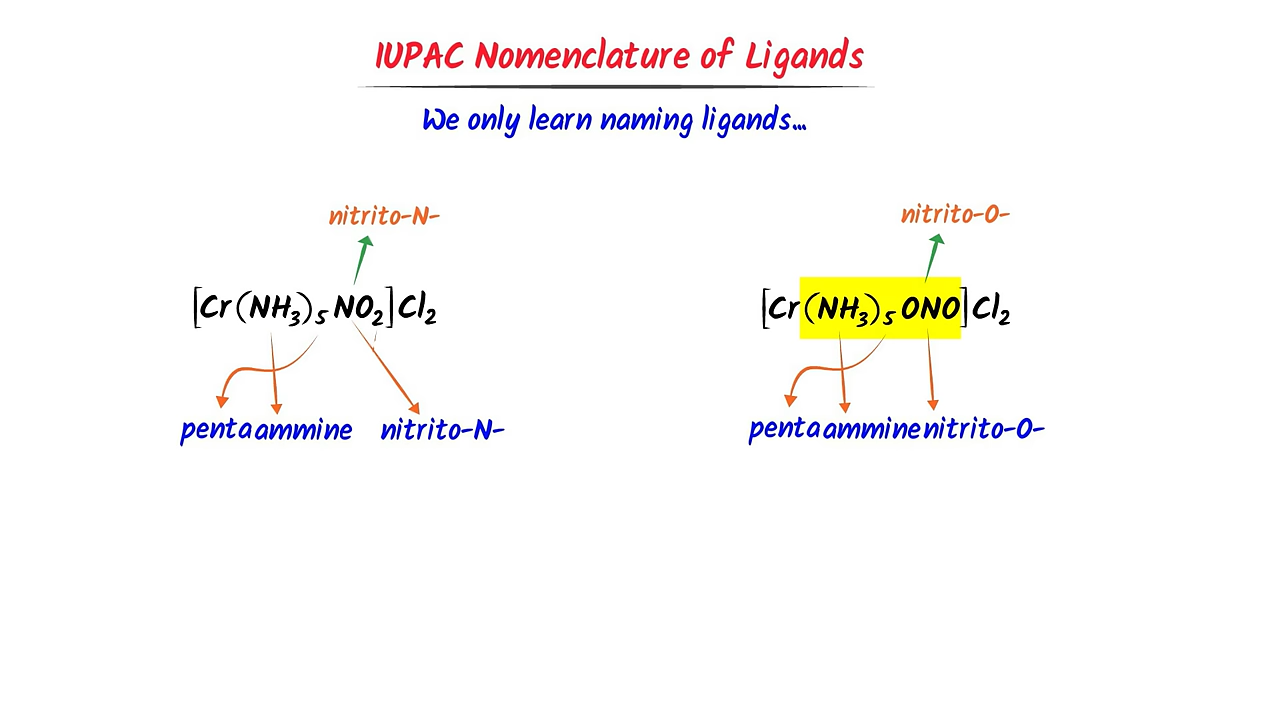 IUPAC Nomenclature of Ligands
We only learn naming ligands...
nitrito-N-
nitrito-O-
[Cr(NH₃)₅NO₂]Cl₂
[Cr(NH₃)₅ONO]Cl₂
pentaammine nitrito-N-
pentaamminenitrito-O-